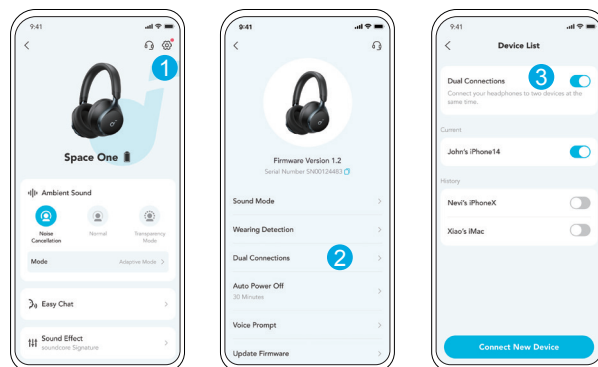 9:41
1
Space One
Ambient Sound
Noise
Cancellation
Normal
Transparency
Mode
Mode
Adaptive Mode >
Easy Chat
Sound Effect
soundcore Signature
9:41
Firmware Version 1.2
Serial Number SN00124483
Sound Mode
Wearing Detection
Dual Connections
2
Auto Power Off
30 Minutes
Voice Prompt
Update Firmware
9:41
Device List
Dual Connections
3
Connect your headphones to two devices at the
same time.
Current
John's iPhone14
History
Nevi's iPhoneX
Xiao's iMac
Connect New Device